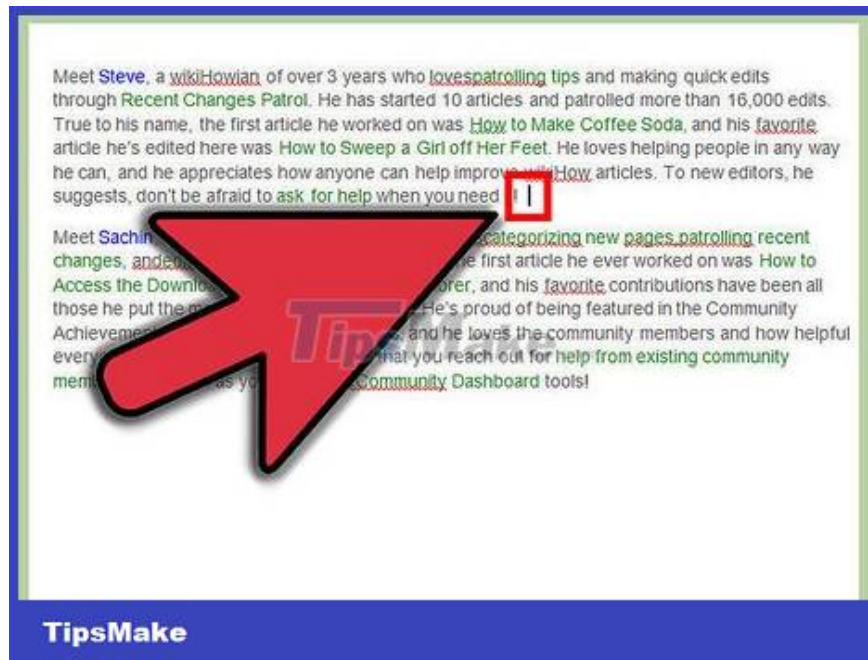 Meet Steve, a wikiHowian of over 3 years who lovespatrolling tips and making quick edits
through Recent Changes Patrol. He has started 10 articles and patrolled more than 16,000 edits.
True to his name, the first article he worked on was How to Make Coffee Soda, and his favorite
article he's edited here was How to Sweep a Girl off Her Feet. He loves helping people in any way
he can, and he appreciates how anyone can help improve wikiHow articles. To new editors, he
suggests, don't be afraid to ask for help when you need
Meet Sachin categorizing new pages,patrolling recent
changes, first article he ever worked on was How to
Access the and his favorite contributions have been all
those he put the He's proud of being featured in the Community
and he loves the community members and how helpful
that you reach out for help from existing community
as Community Dashboard tools!
TipsMake
TipsMake